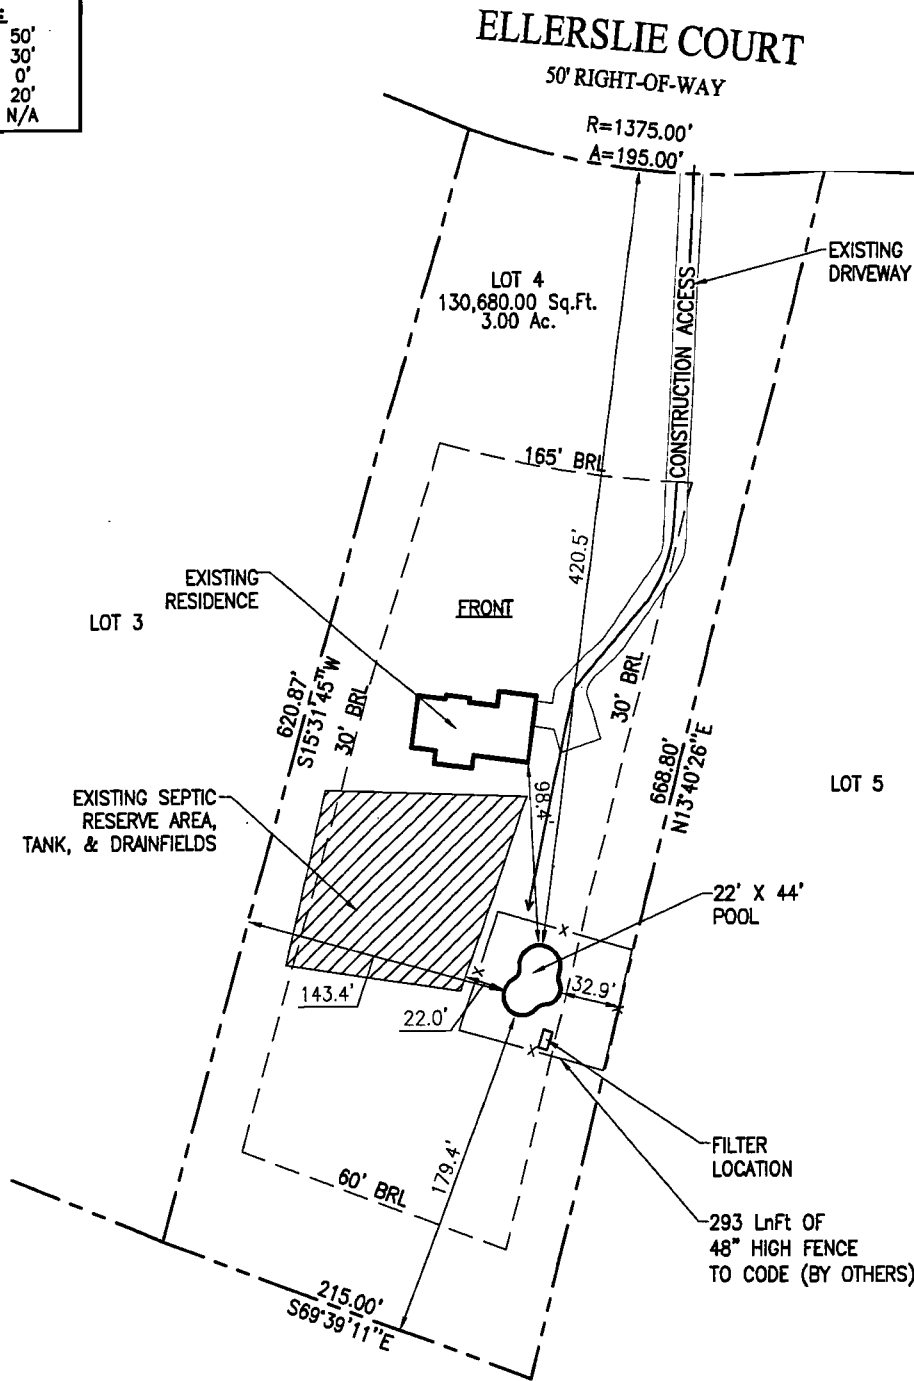 50'
30'
0'
20'
N/A
ELLERSLIE COURT
50' RIGHT-OF-WAY
R=1375.00'
A=195.00'
EXISTING
DRIVEWAY
LOT 4
130,680.00 Sq.Ft.
3.00 Ac.
CONSTRUCTION ACCESS
165' BRL
420.5'
EXISTING
RESIDENCE
FRONT
LOT 3
620.87'
S15°31'45"W
30' BRL
30' BRL
668.80'
N13°40'26"E
LOT 5
98.4'
EXISTING SEPTIC
RESERVE AREA,
TANK, & DRAINFIELDS
22' X 44'
POOL
x
x
x
x
143.4'
22.0'
32.9'
179.4'
60' BRL
FILTER
LOCATION
293 LnFt OF
48" HIGH FENCE
TO CODE (BY OTHERS)
215.00'
S69°39'11"E